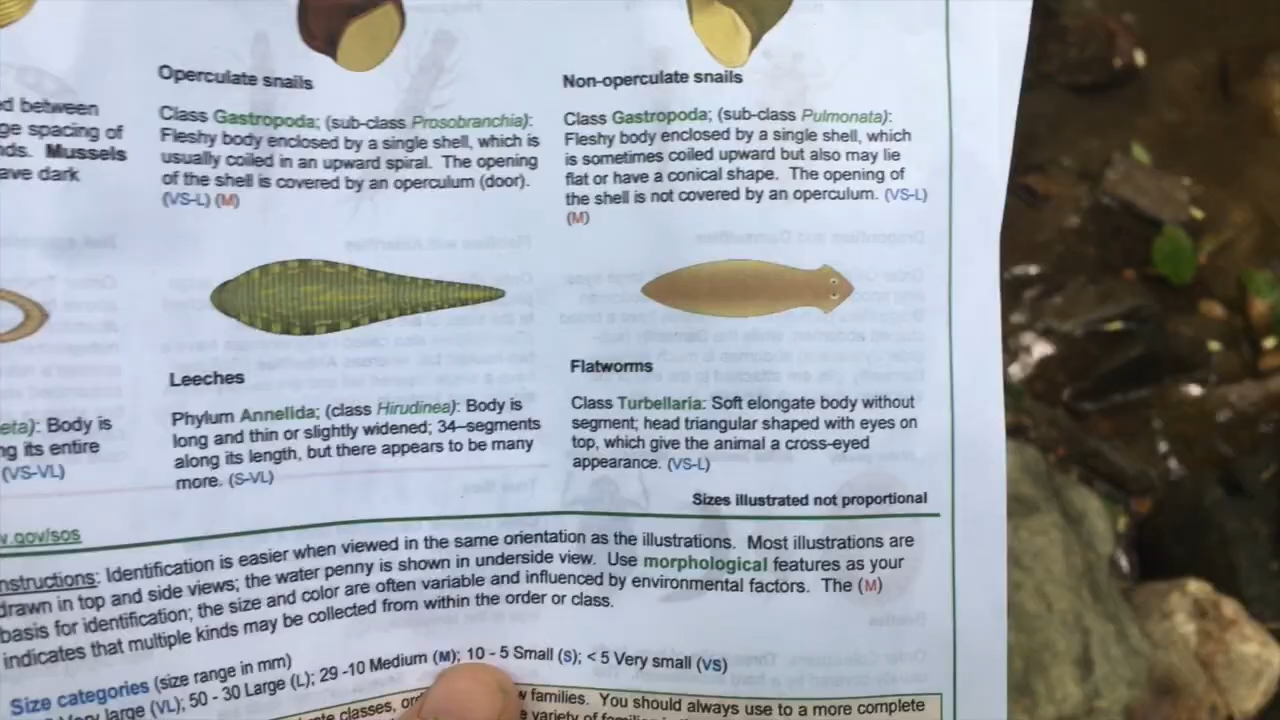 Operculate snails
Class Gastropoda; (sub-class Prosobranchia):
Fleshy body enclosed by a single shell, which is
usually coiled in an upward spiral. The opening
of the shell is covered by an operculum (door).
(VS-L) (M)
Non-operculate snails
Class Gastropoda; (sub-class Pulmonata):
Fleshy body enclosed by a single shell, which
is sometimes coiled upward but also may lie
flat or have a conical shape. The opening of
the shell is not covered by an operculum. (VS-L)
(M)
between
spacing of
Mussels
dark
Leeches
Phylum Annelida; (class Hirudinea): Body is
long and thin or slightly widened; 34–segments
along its length, but there appears to be many
more. (S-VL)
Flatworms
Class Turbellaria: Soft elongate body without
segment; head triangular shaped with eyes on
top, which give the animal a cross-eyed
appearance. (VS-L)
eta): Body is
its entire
(VS-VL)
Sizes illustrated not proportional
v.gov/sos
nstructions: Identification is easier when viewed in the same orientation as the illustrations. Most illustrations are
drawn in top and side views; the water penny is shown in underside view. Use morphological features as your
basis for identification; the size and color are often variable and influenced by environmental factors. The (M)
indicates that multiple kinds may be collected from within the order or class.
Size categories (size range in mm)
large (VL); 50 - 30 Large (L); 29 -10 Medium (M); 10 - 5 Small (S); < 5 Very small (VS)
classes, families. You should always use to a more complete
variety of